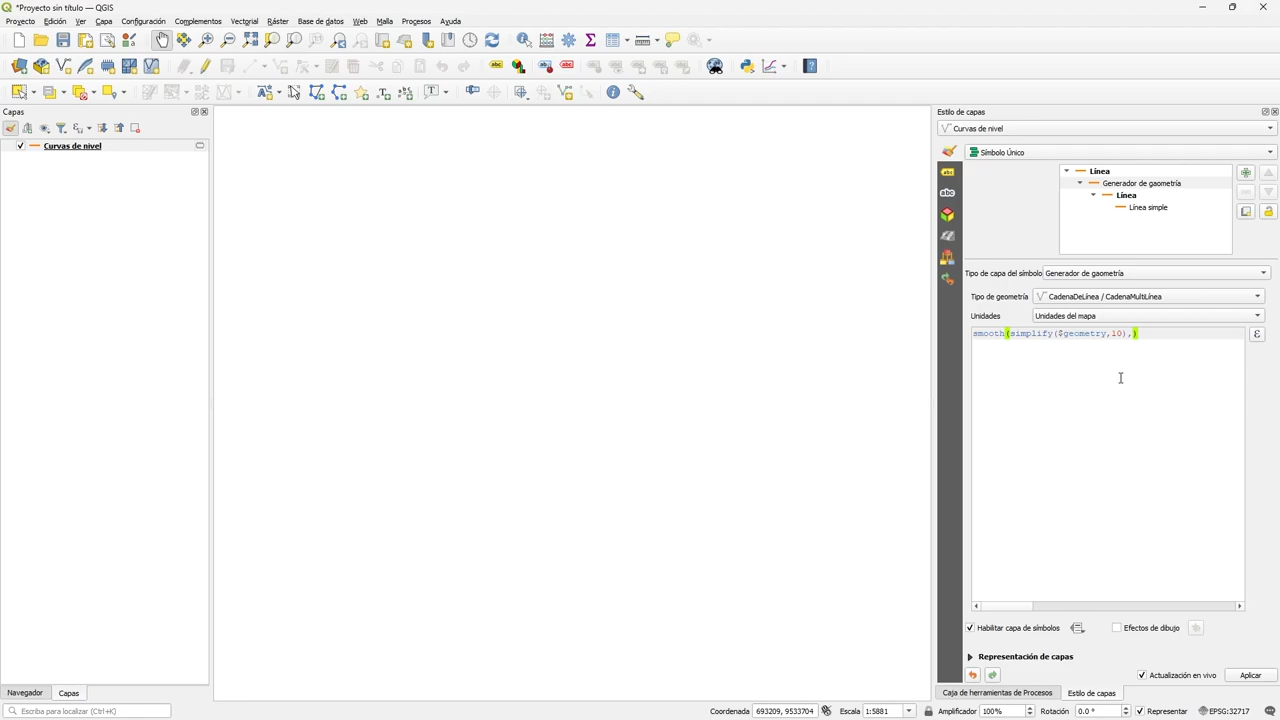 *Proyecto sin título — QGIS
Proyecto Edición Ver Capa Configuración Complementos Vectorial Ráster Base de datos Web Malla Procesos Ayuda
Capas
Curvas de nivel
Estilo de capas
Curvas de nivel
Símbolo Único
Línea
Generador de gaometría
Línea
Línea simple
Tipo de capa del símbolo Generador de gaometría
Tipo de geometría CadenaDeLínea / CadenaMultiLínea
Unidades Unidades del mapa
smooth(simplify($geometry,10),)
ε
Habilitar capa de símbolos Efectos de dibujo
Representación de capas
Actualización en vivo Aplicar
Navegador Capas
Caja de herramientas de Procesos Estilo de capas
Escriba para localizar (Ctrl+K) Coordenada 693209, 9533704 Escala 1:5881 Amplificador 100% Rotación 0.0 ° Representar EPSG:32717